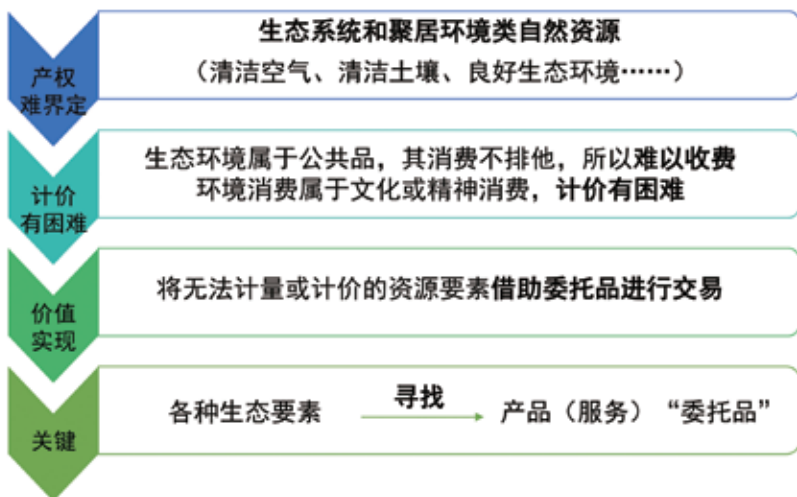 产权
难界定
生态系统和聚居环境类自然资源
（清洁空气、清洁土壤、良好生态环境……）
计价
有困难
生态环境属于公共品，其消费不排他，所以难以收费
环境消费属于文化或精神消费，计价有困难
价值
实现
将无法计量或计价的资源要素借助委托品进行交易
关键
各种生态要素 寻找 产品（服务）“委托品”